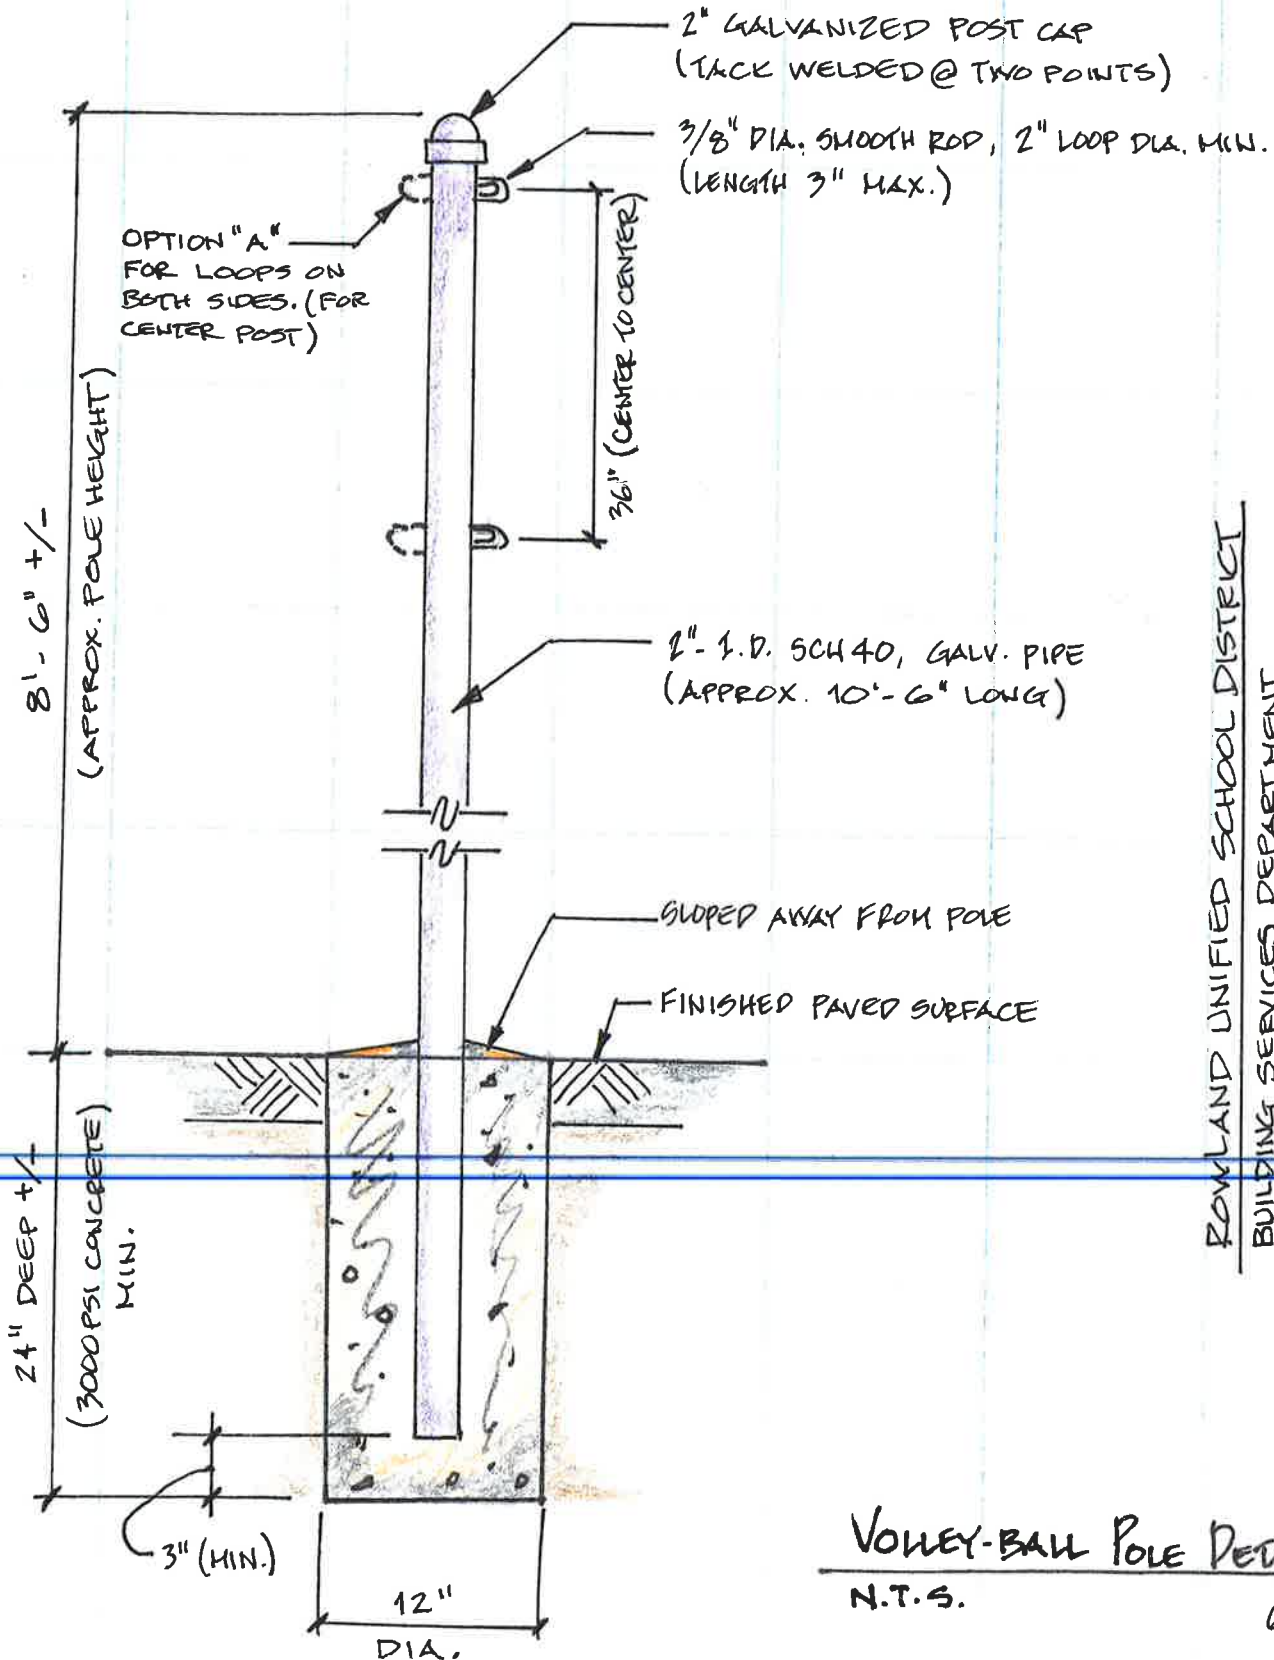 2" GALVANIZED POST CAP
(TACK WELDED @ TWO POINTS)
3/8" DIA. SMOOTH ROD, 2" LOOP DIA. MIN.
(LENGTH 3" MAX.)
OPTION "A"
FOR LOOPS ON
BOTH SIDES. (FOR
CENTER POST)
36" (CENTER TO CENTER)
8'-6" +/-
(APPROX. POLE HEIGHT)
2"- I.D. SCH 40, GALV. PIPE
(APPROX. 10'-6" LONG)
SLOPED AWAY FROM POLE
FINISHED PAVED SURFACE
24" DEEP +/-
(3000 PSI CONCRETE)
MIN.
3" (MIN.)
12"
DIA.
ROWLAND UNIFIED SCHOOL DISTRICT
BUILDING SERVICES DEPARTMENT
VOLLEY-BALL POLE
N.T.S.